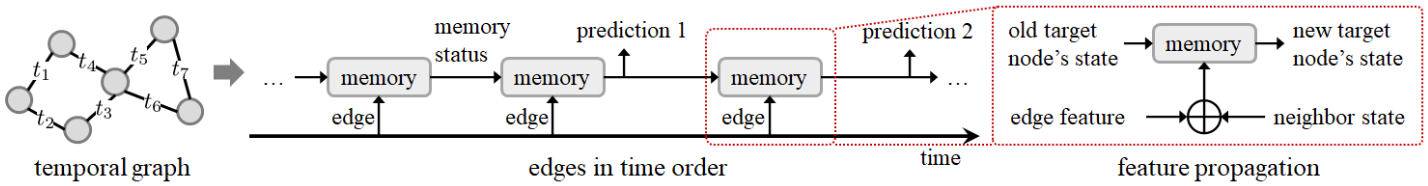 t1
t4
t5
t7
t2
t3
t6
temporal graph
...
memory
memory
status
memory
prediction 1
memory
prediction 2
...
edge
edge
edge
time
edges in time order
old target
node's state
memory
new target
node's state
edge feature
neighbor state
feature propagation